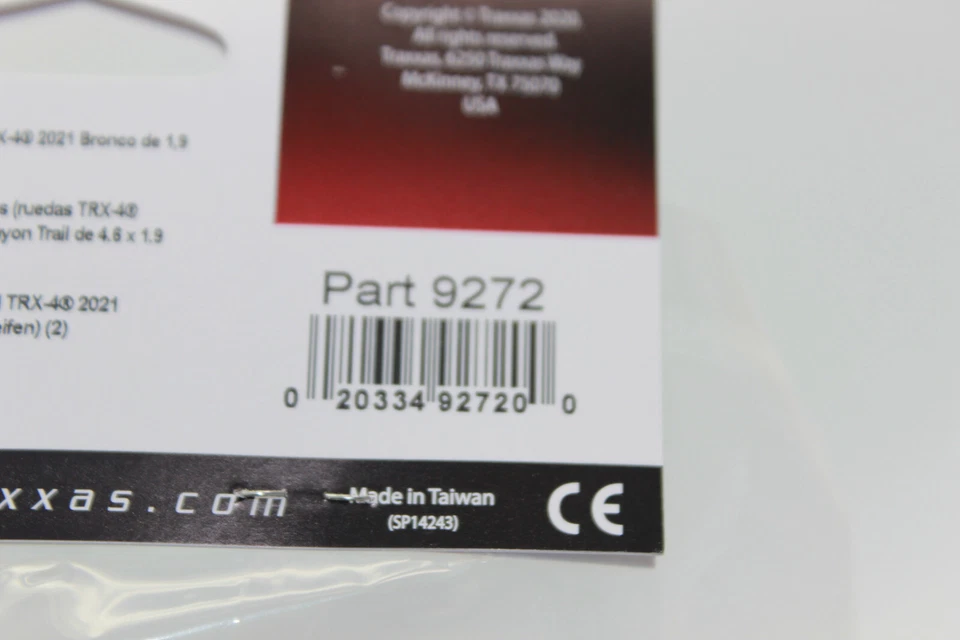 Copyright © Traxxas 2020.
All rights reserved.
Traxxas, 6250 Traxxas Way
McKinney, TX 75070
USA
X-4® 2021 Bronco de 1,9
s (ruedas TRX-4®
yon Trail de 4.6 x 1.9
TRX-4® 2021
eifen) (2)
Part 9272
0 20334 92720 0
xxas.com
Made in Taiwan
(SP14243)
CE